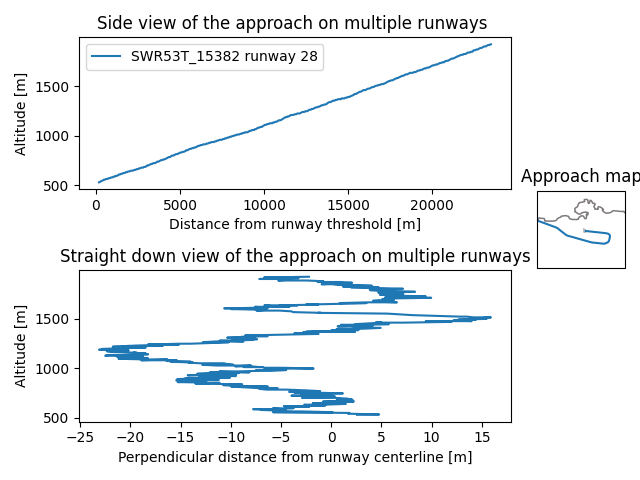 Side view of the approach on multiple runways
SWR53T_15382 runway 28
Altitude [m]
1500
1000
500
0
5000
10000
15000
20000
Distance from runway threshold [m]
Approach map
Straight down view of the approach on multiple runways
Altitude [m]
1500
1000
500
−25
−20
−15
−10
−5
0
5
10
15
Perpendicular distance from runway centerline [m]